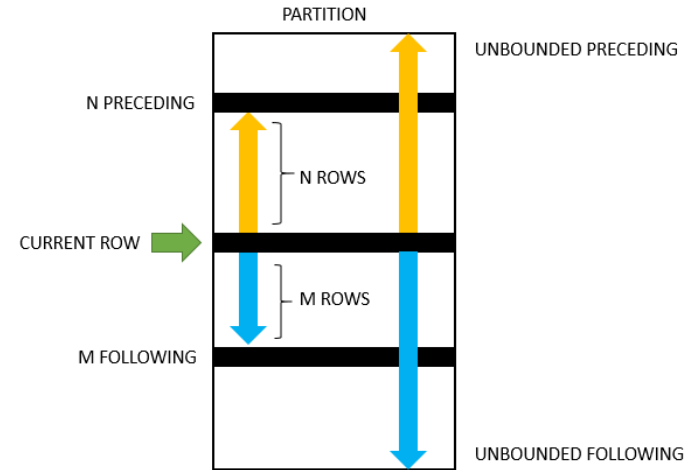 PARTITION
UNBOUNDED PRECEDING
N PRECEDING
N ROWS
CURRENT ROW
M ROWS
M FOLLOWING
UNBOUNDED FOLLOWING